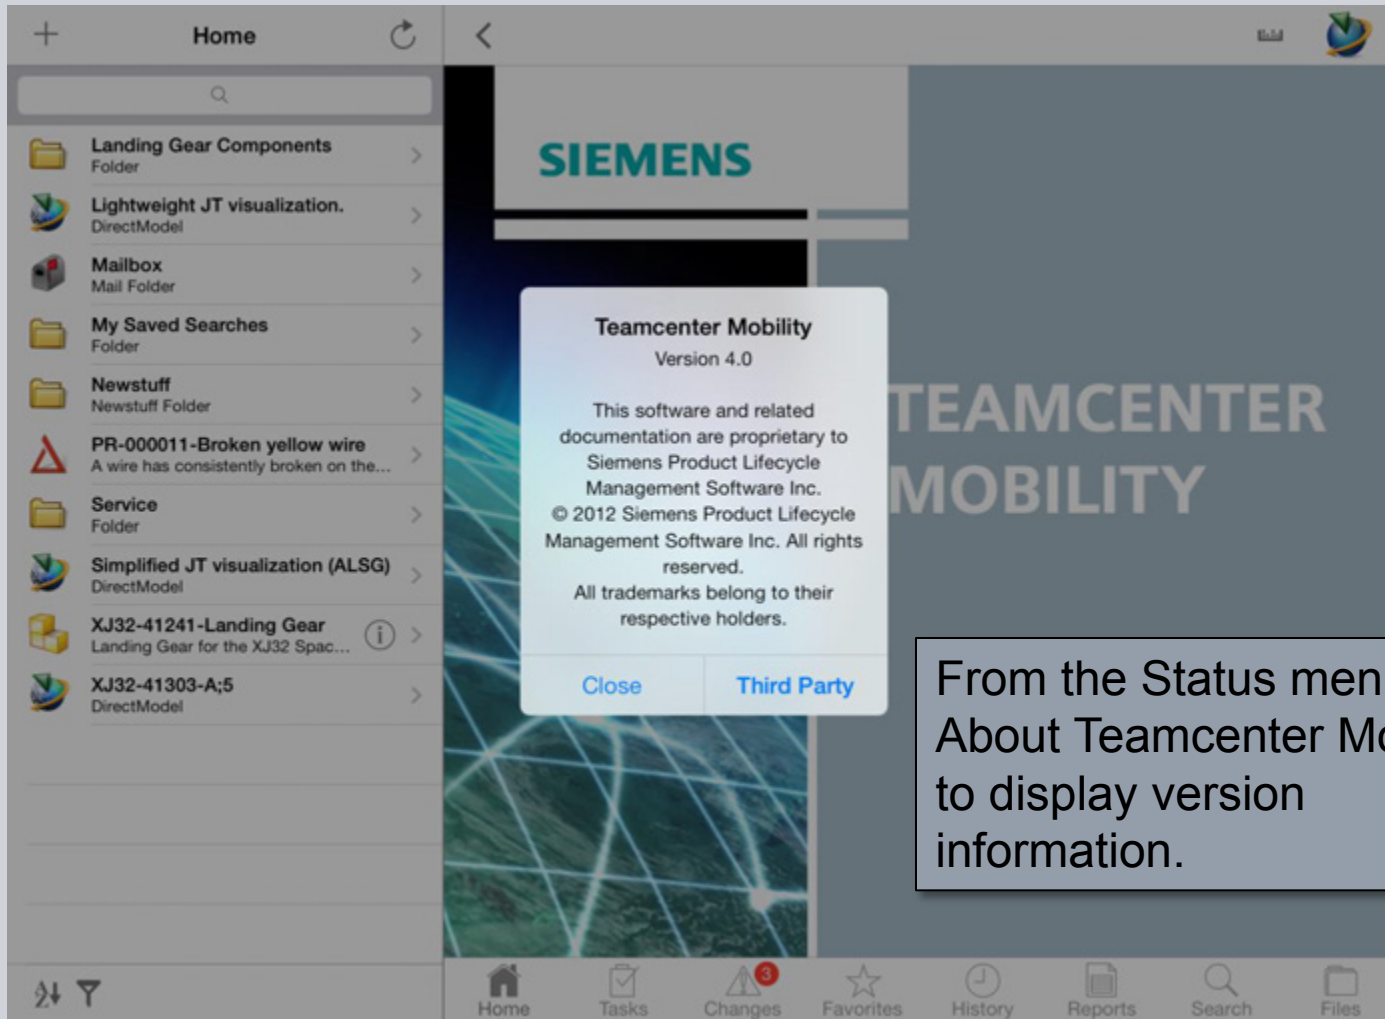 Home
Landing Gear Components
Folder
Lightweight JT visualization.
DirectModel
Mailbox
Mail Folder
My Saved Searches
Folder
Newstuff
Newstuff Folder
PR-000011-Broken yellow wire
A wire has consistently broken on the...
Service
Folder
Simplified JT visualization (ALSG)
DirectModel
XJ32-41241-Landing Gear
Landing Gear for the XJ32 Spac...
XJ32-41303-A;5
DirectModel
SIEMENS
TEAMCENTER
MOBILITY
Teamcenter Mobility
Version 4.0
This software and related
documentation are proprietary to
Siemens Product Lifecycle
Management Software Inc.
© 2012 Siemens Product Lifecycle
Management Software Inc. All rights
reserved.
All trademarks belong to their
respective holders.
Close Third Party
From the Status men
About Teamcenter Mo
to display version
information.
3
Home Tasks Changes Favorites History Reports Search Files